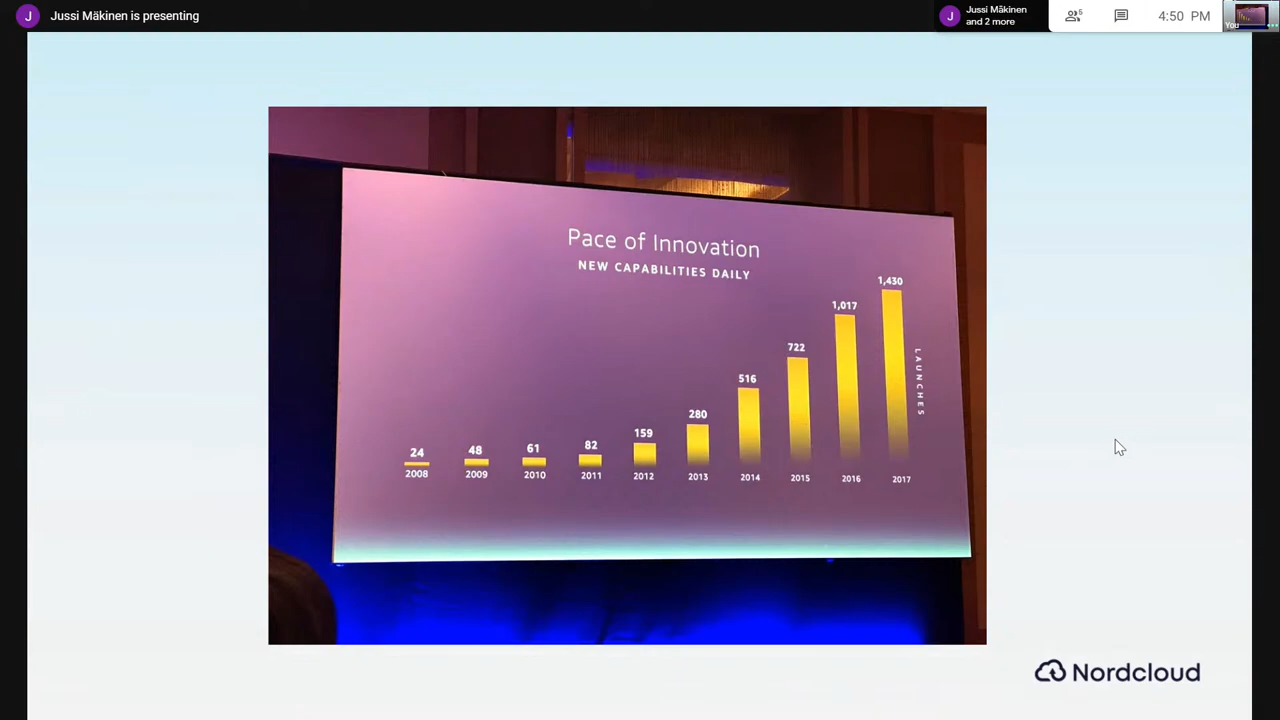 J Jussi Mäkinen is presenting
J Jussi Mäkinen
and 2 more
5
4:50 PM
You
Pace of Innovation
NEW CAPABILITIES DAILY
24
48
61
82
159
280
516
722
1,017
1,430
LAUNCHES
2008
2009
2010
2011
2012
2013
2014
2015
2016
2017
Nordcloud